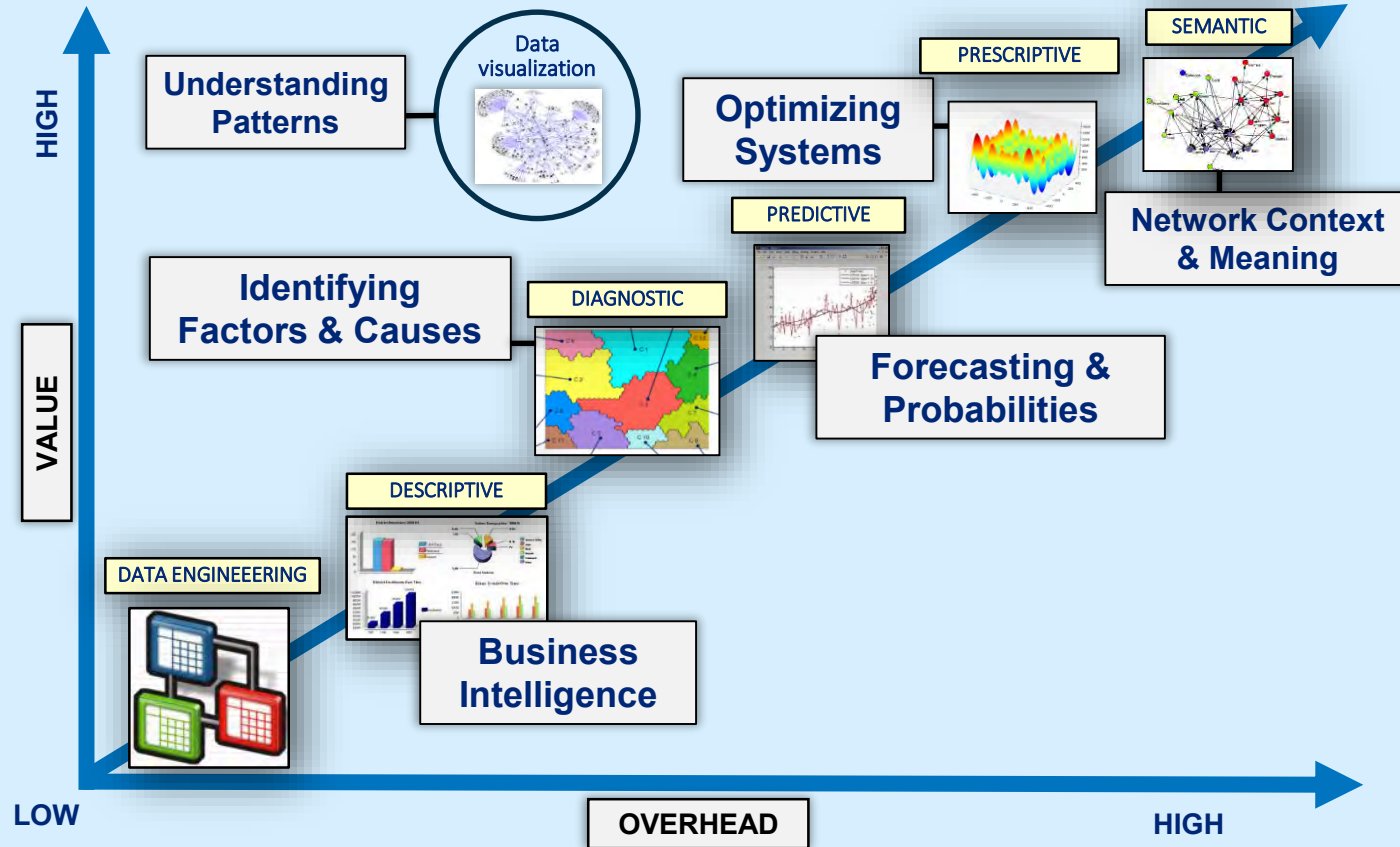 SEMANTIC
Data
visualization
PRESCRIPTIVE
Understanding
Patterns
Optimizing
Systems
HIGH
PREDICTIVE
Network Context
& Meaning
Identifying
Factors & Causes
DIAGNOSTIC
Forecasting &
Probabilities
VALUE
DESCRIPTIVE
DATA ENGINEEERING
Business
Intelligence
LOW
OVERHEAD
HIGH